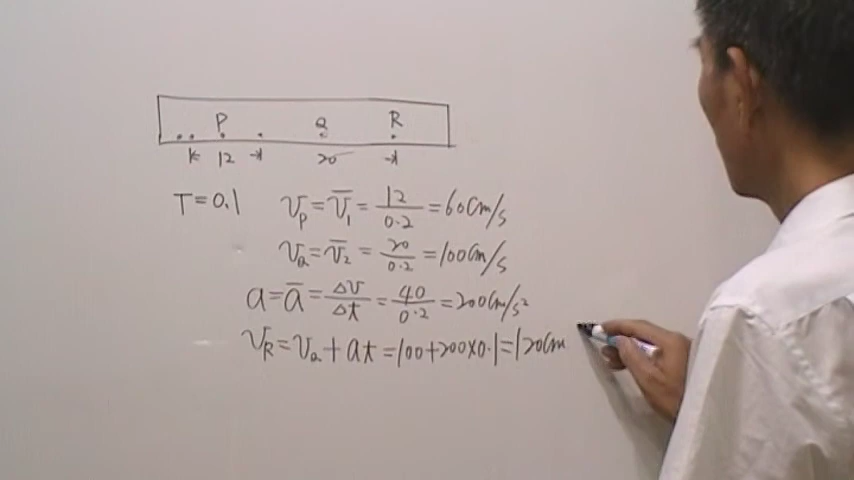 P Q R
12 20
T=0.1 v_P = v̄_1 = 12/0.2 = 60cm/s
v_Q = v̄_2 = 20/0.2 = 100cm/s
a = ā = Δv/Δt = 40/0.2 = 200cm/s²
v_R = v_Q + at = 100+200×0.1 = 120cm